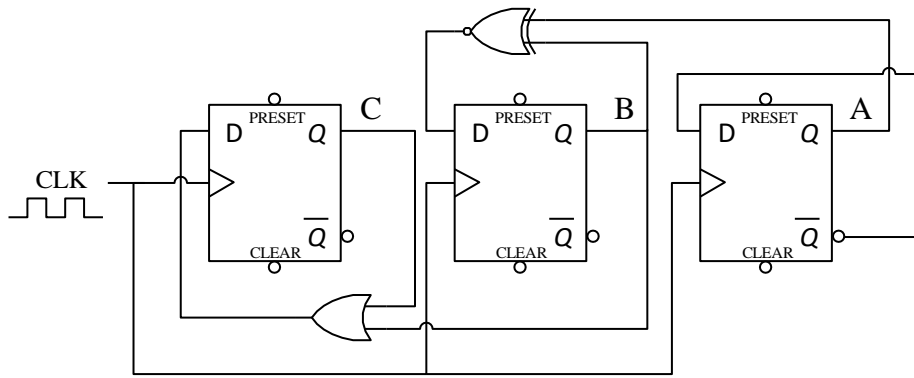 C
B
A
PRESET
PRESET
PRESET
D Q
D Q
D Q
CLK
Q
Q
Q
CLEAR
CLEAR
CLEAR